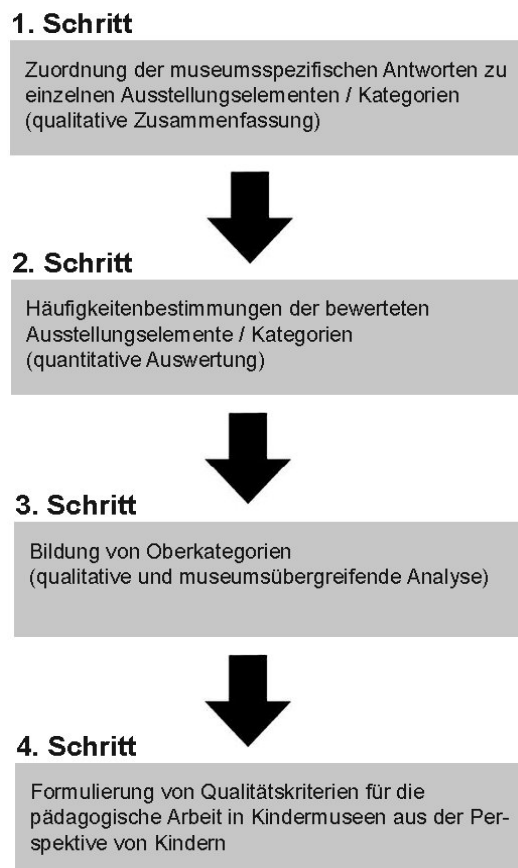 1. Schritt
Zuordnung der museumsspezifischen Antworten zu
einzelnen Ausstellungselementen / Kategorien
(qualitative Zusammenfassung)
2. Schritt
Häufigkeitenbestimmungen der bewerteten
Ausstellungselemente / Kategorien
(quantitative Auswertung)
3. Schritt
Bildung von Oberkategorien
(qualitative und museumsübergreifende Analyse)
4. Schritt
Formulierung von Qualitätskriterien für die
pädagogische Arbeit in Kindermuseen aus der Per-
spektive von Kindern